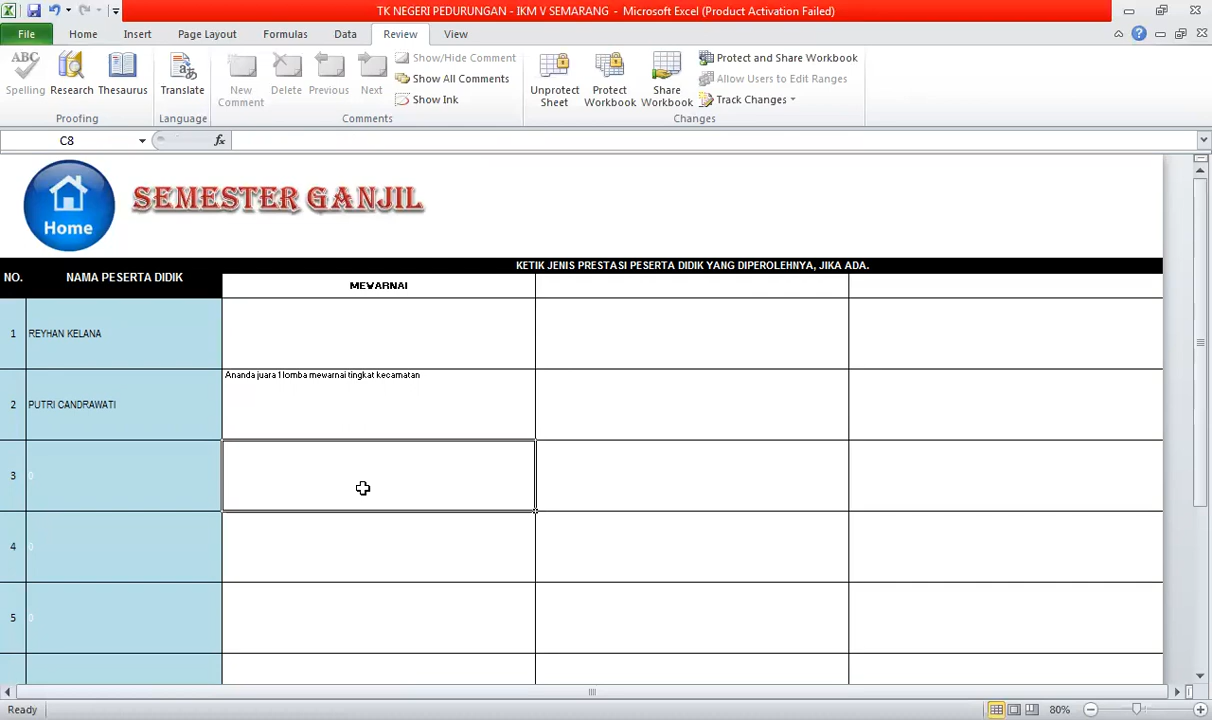 TK NEGERI PEDURUNGAN - IKM V SEMARANG - Microsoft Excel (Product Activation Failed)
File Home Insert Page Layout Formulas Data Review View
ABC
Spelling Research Thesaurus
Proofing
Translate
Language
New Comment Delete Previous Next
Show/Hide Comment
Show All Comments
Show Ink
Comments
Unprotect Sheet Protect Workbook Share Workbook
Protect and Share Workbook
Allow Users to Edit Ranges
Track Changes
Changes
C8 fx
Home
SEMESTER GANJIL
NO. NAMA PESERTA DIDIK
KETIK JENIS PRESTASI PESERTA DIDIK YANG DIPEROLEHNYA, JIKA ADA.
MEWARNAI
1 REYHAN KELANA
2 PUTRI CANDRAWATI
Ananda juara 1 lomba mewarnai tingkat kecamatan
3 0
4 0
5 0
Ready 80%